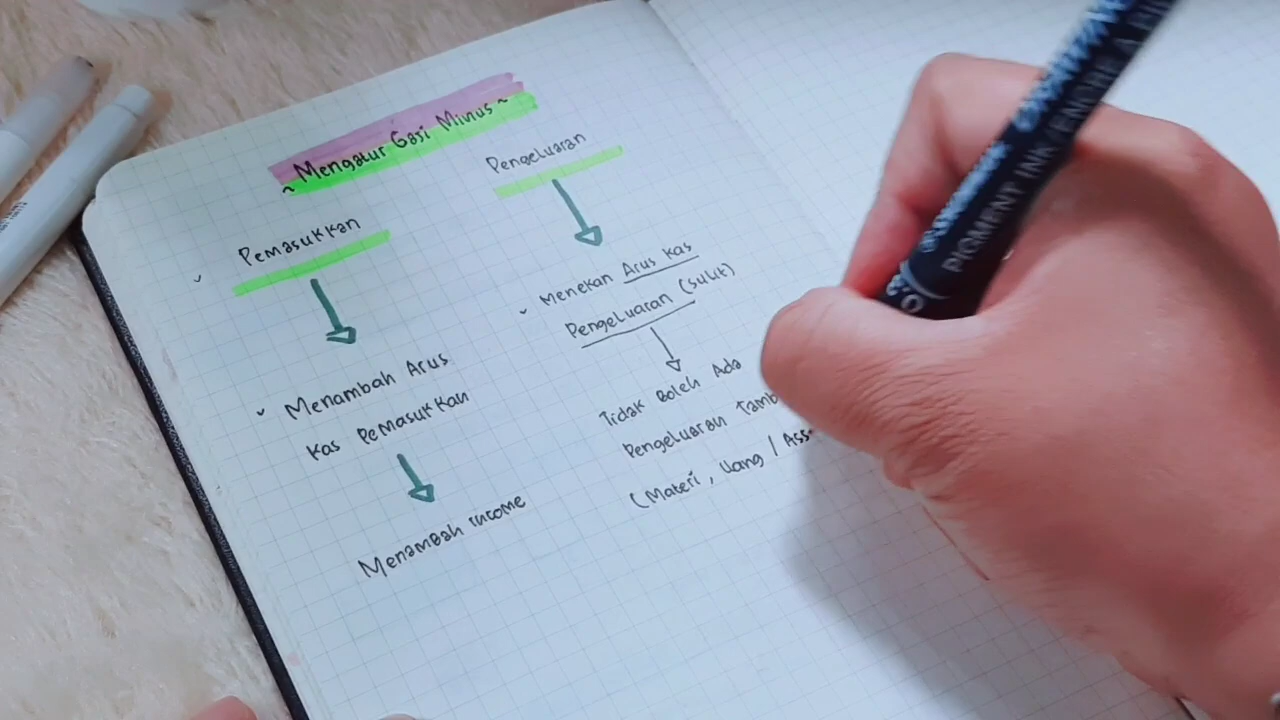 ~ Mengatur Gaji Minus ~
Pemasukkan
Menambah Arus
Kas Pemasukkan
Menambah income
Pengeluaran
Menekan Arus Kas
Pengeluaran (Sulit)
Tidak Boleh Ada
Pengeluaran
(Materi, Uang /
PIGMENT INK